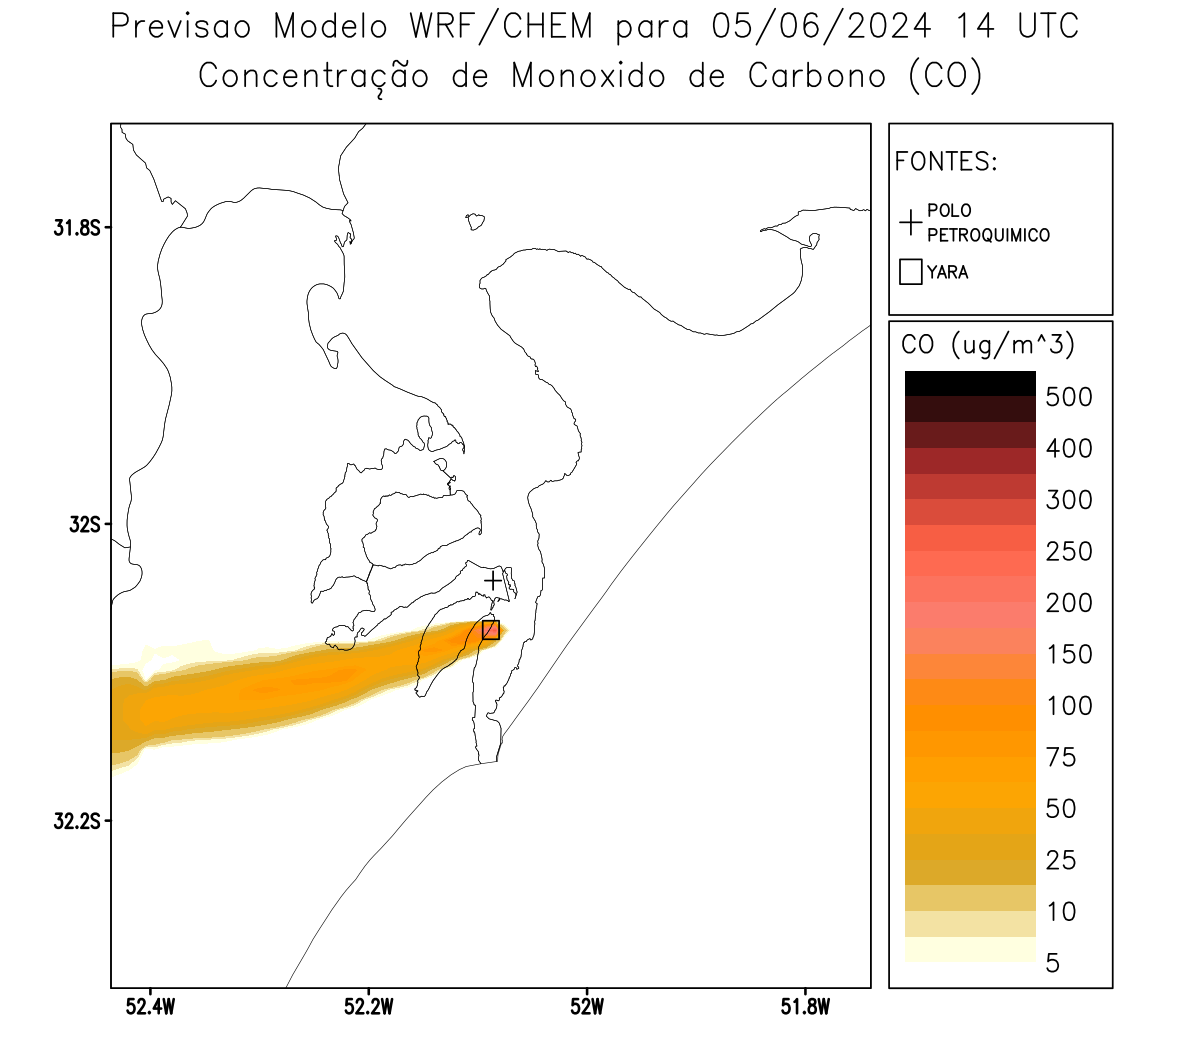 Previsao Modelo WRF/CHEM para 05/06/2024 14 UTC
Concentração de Monoxido de Carbono (CO)
FONTES:
POLO
PETROQUIMICO
YARA
CO (ug/m^3)
500
400
300
250
200
150
100
75
50
25
10
5
31.8S
32S
32.2S
52.4W
52.2W
52W
51.8W